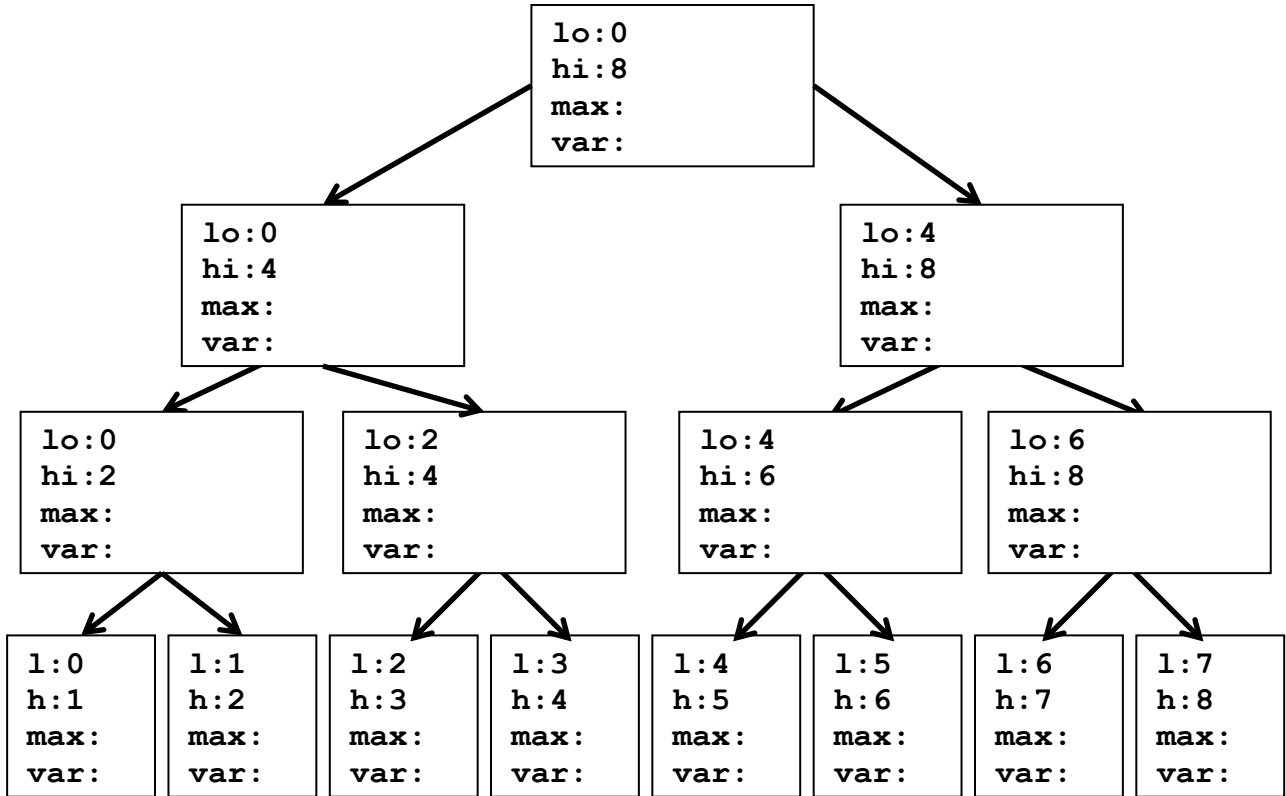 lo:0
hi:8
max:
var:
lo:0
hi:4
max:
var:
lo:4
hi:8
max:
var:
lo:0
hi:2
max:
var:
lo:2
hi:4
max:
var:
lo:4
hi:6
max:
var:
lo:6
hi:8
max:
var:
l:0
h:1
max:
var:
l:1
h:2
max:
var:
l:2
h:3
max:
var:
l:3
h:4
max:
var:
l:4
h:5
max:
var:
l:5
h:6
max:
var:
l:6
h:7
max:
var:
l:7
h:8
max:
var: